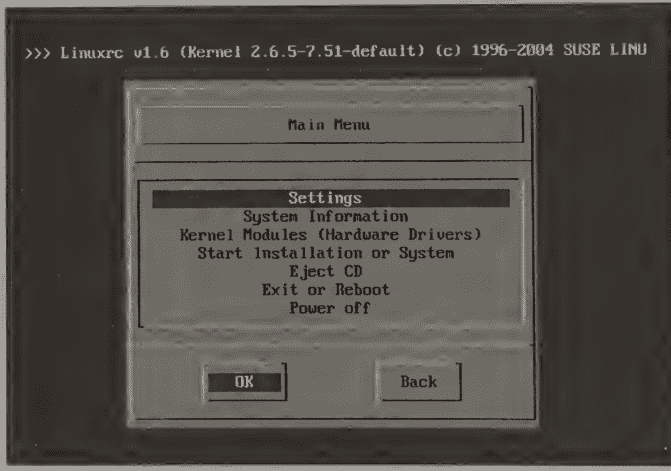 >>> Linuxrc v1.6 (Kernel 2.6.5-7.51-default) (c) 1996-2004 SUSE LINU
Main Menu
Settings
System Information
Kernel Modules (Hardware Drivers)
Start Installation or System
Eject CD
Exit or Reboot
Power off
OK
Back